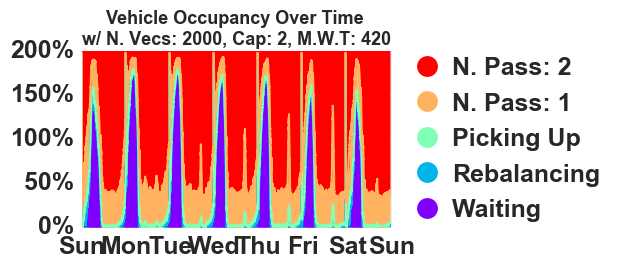 Vehicle Occupancy Over Time
w/ N. Vecs: 2000, Cap: 2, M.W.T: 420
200%
150%
100%
50%
0%
Sun Mon Tue Wed Thu Fri Sat Sun
N. Pass: 2
N. Pass: 1
Picking Up
Rebalancing
Waiting